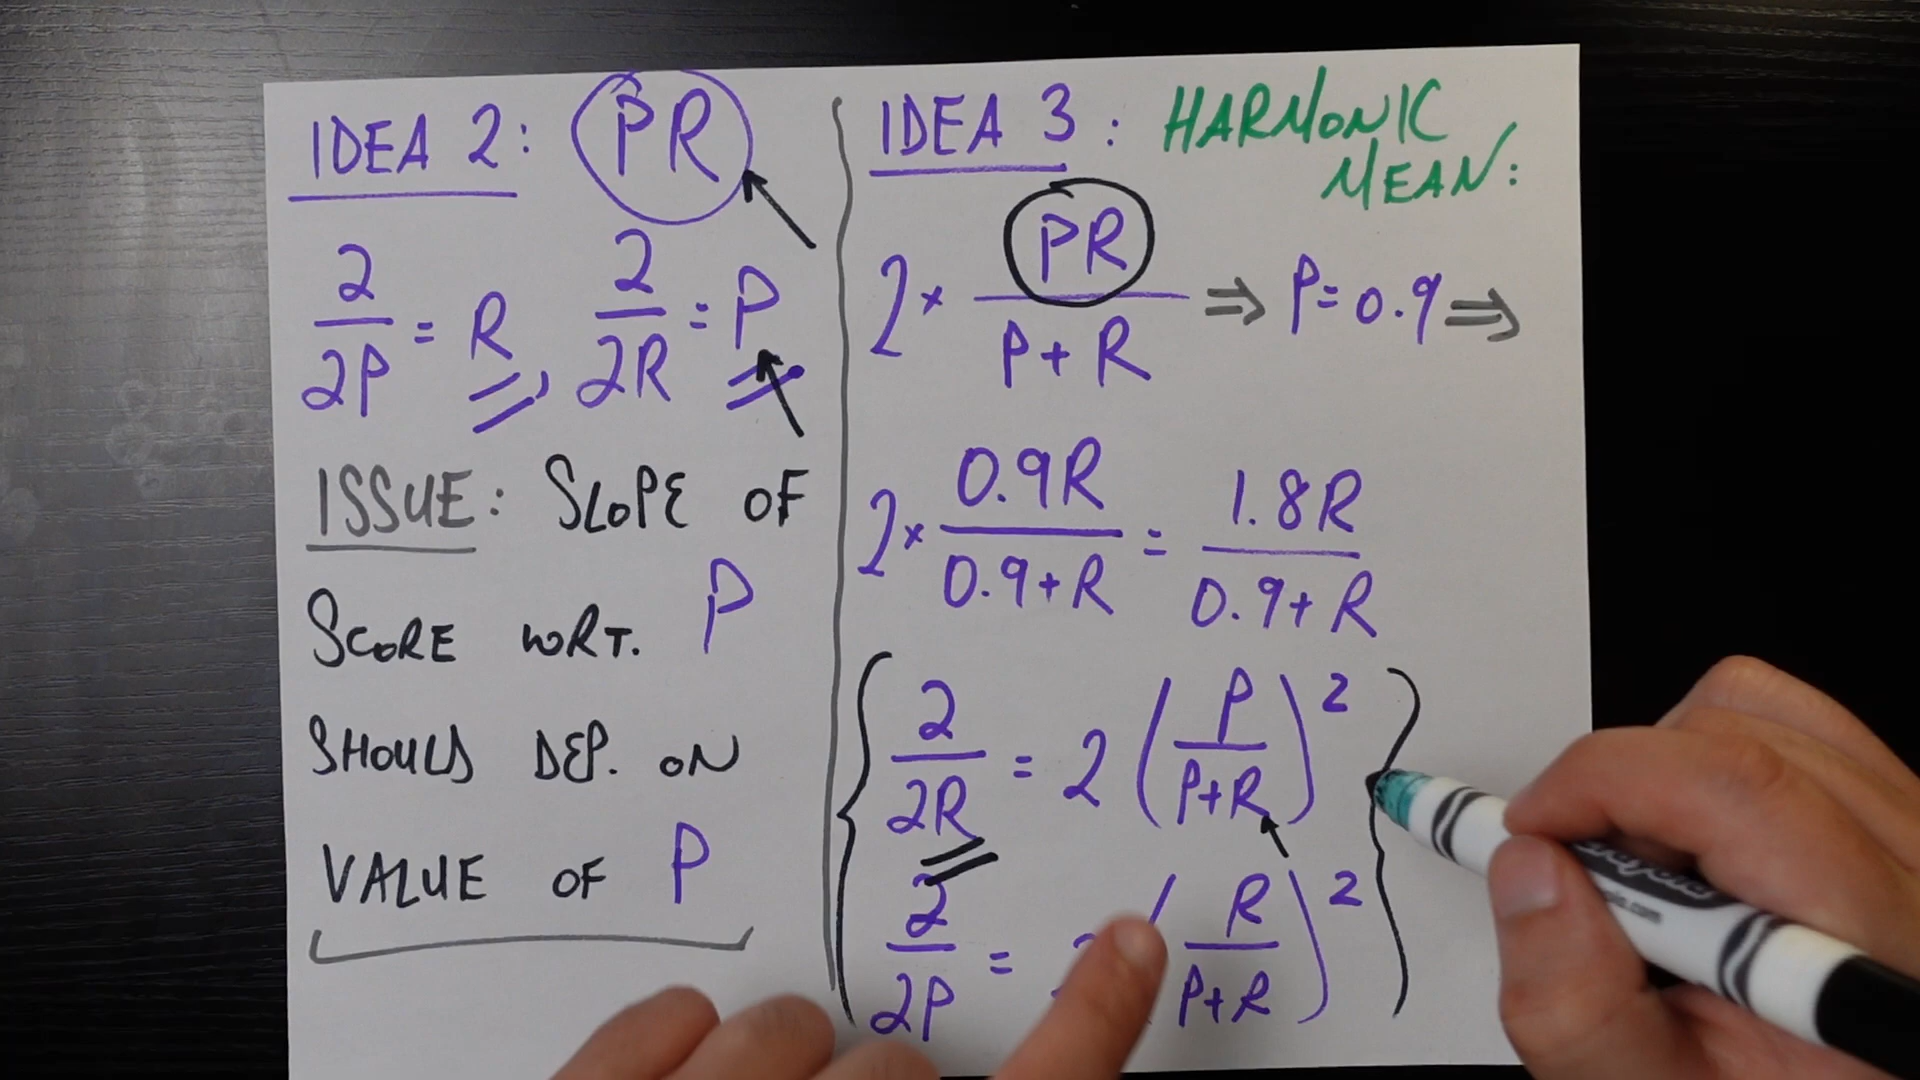 IDEA 2: PR
2/2P = R, 2/2R = P
ISSUE: SLOPE OF
SCORE WRT. P
SHOULD DEP. ON
VALUE OF P
IDEA 3: HARMONIC
MEAN:
2 × PR/(P+R) ⇒ P = 0.9 ⇒
2 × 0.9R/(0.9+R) = 1.8R/(0.9+R)
2/2R = 2(P/(P+R))²
2/2P = (R/(P+R))²